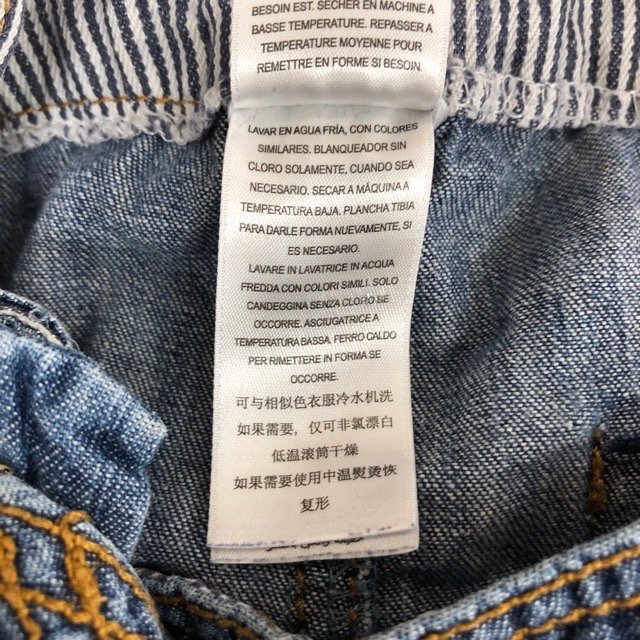 BESOIN EST. SECHER EN MACHINE A
BASSE TEMPERATURE. REPASSER A
TEMPERATURE MOYENNE POUR
REMETTRE EN FORME SI BESOIN.
LAVAR EN AGUA FRÍA, CON COLORES
SIMILARES. BLANQUEADOR SIN
CLORO SOLAMENTE, CUANDO SEA
NECESARIO. SECAR A MÁQUINA A
TEMPERATURA BAJA. PLANCHA TIBIA
PARA DARLE FORMA NUEVAMENTE, SI
ES NECESARIO.
LAVARE IN LAVATRICE IN ACQUA
FREDDA CON COLORI SIMILI. SOLO
CANDEGGINA SENZA CLORO SE
OCCORRE. ASCIUGATRICE A
TEMPERATURA BASSA. FERRO CALDO
PER RIMETTERE IN FORMA SE
OCCORRE.
可与相似色衣服冷水机洗
如果需要，仅可非氯漂白
低温滚筒干燥
如果需要使用中温熨烫恢
复形